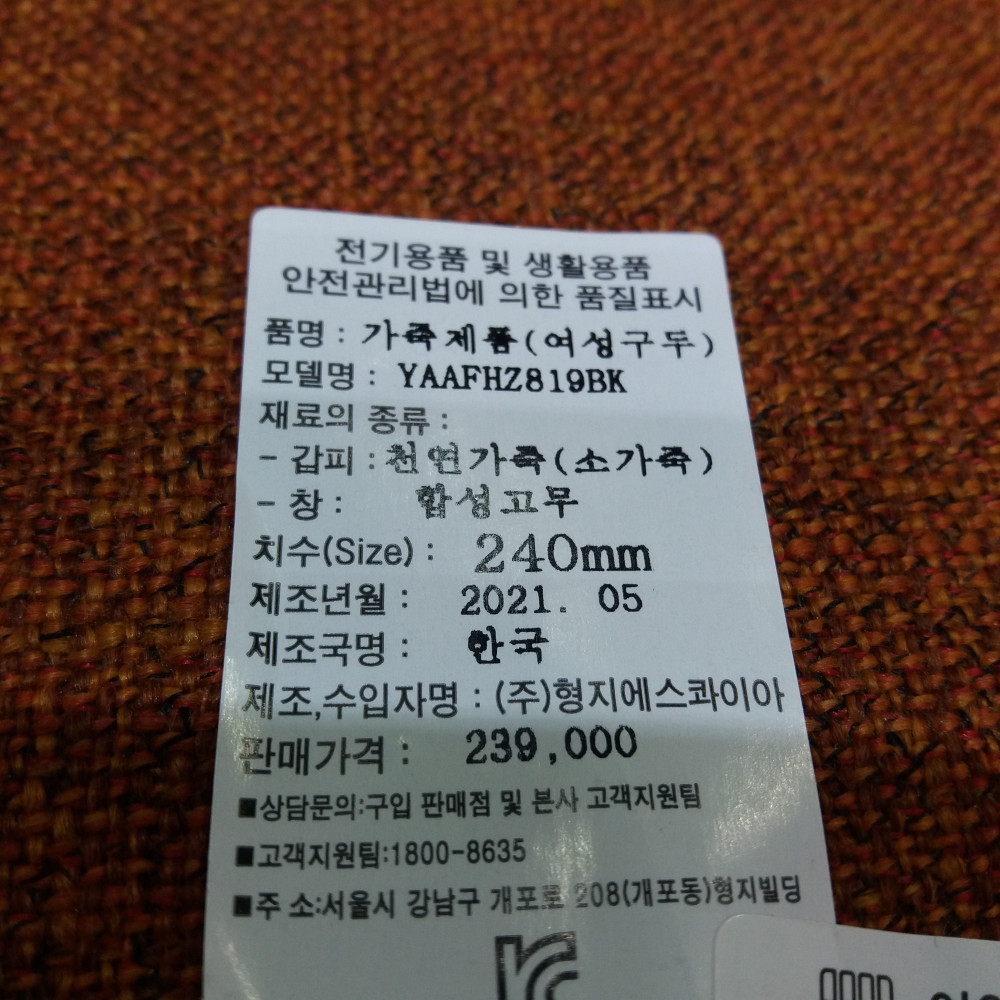 전기용품 및 생활용품
안전관리법에 의한 품질표시
품명 : 가죽제품(여성구두)
모델명 : YAAFHZ819BK
재료의 종류 :
- 갑피 : 천연가죽(소가죽)
- 창 : 합성고무
치수(Size) : 240mm
제조년월 : 2021. 05
제조국명 : 한국
제조,수입자명 : (주)형지에스콰이아
판매가격 : 239,000
■상담문의:구입 판매점 및 본사 고객지원팀
■고객지원팀:1800-8635
■주 소:서울시 강남구 개포로 208(개포동)형지빌딩